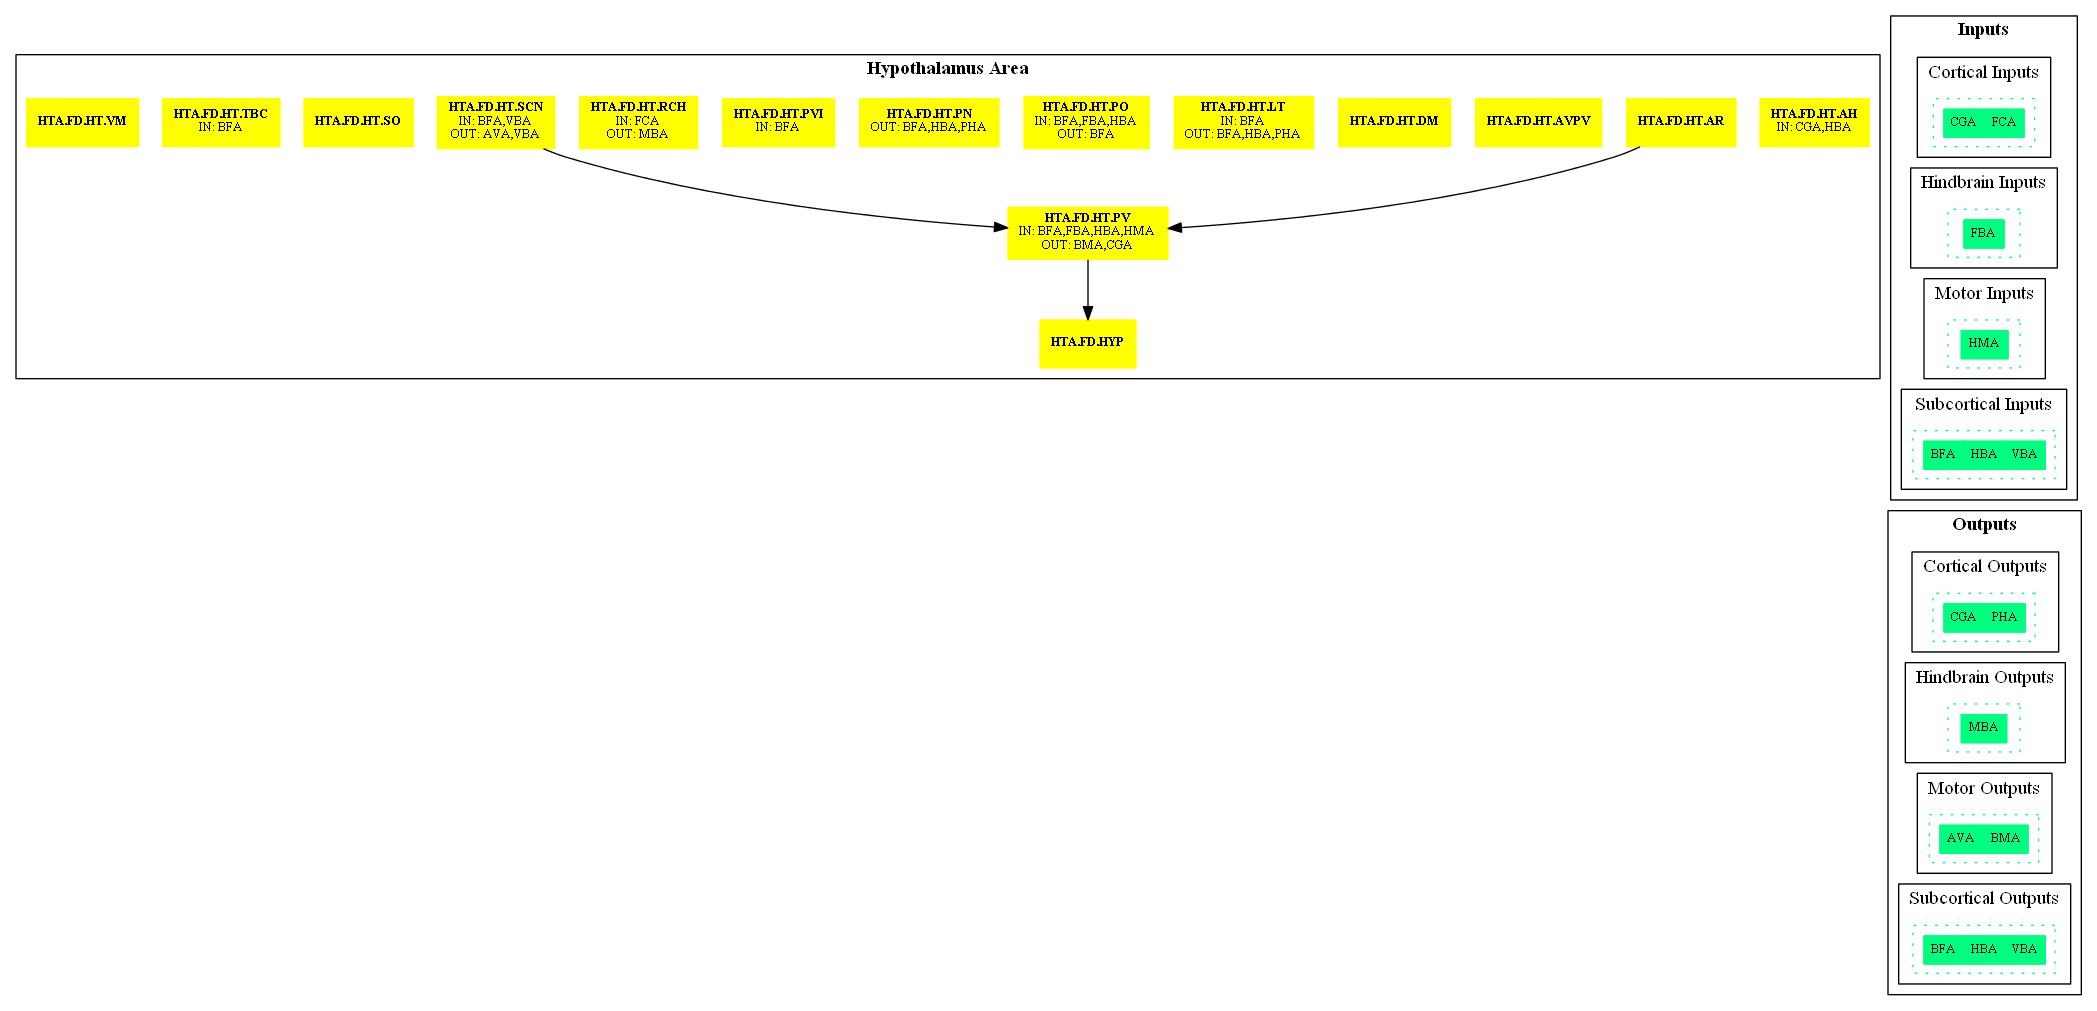 Hypothalamus Area
HTA.FD.HT.VM
HTA.FD.HT.TBC
IN: BFA
HTA.FD.HT.SO
HTA.FD.HT.SCN
IN: BFA,VBA
OUT: AVA,VBA
HTA.FD.HT.RCH
IN: FCA
OUT: MBA
HTA.FD.HT.PVI
IN: BFA
HTA.FD.HT.PN
OUT: BFA,HBA,PHA
HTA.FD.HT.PO
IN: BFA,FBA,HBA
OUT: BFA
HTA.FD.HT.LT
IN: BFA
OUT: BFA,HBA,PHA
HTA.FD.HT.DM
HTA.FD.HT.AVPV
HTA.FD.HT.AR
HTA.FD.HT.AH
IN: CGA,HBA
HTA.FD.HT.PV
IN: BFA,FBA,HBA,HMA
OUT: BMA,CGA
HTA.FD.HYP
Inputs
Cortical Inputs
CGA FCA
Hindbrain Inputs
FBA
Motor Inputs
HMA
Subcortical Inputs
BFA HBA VBA
Outputs
Cortical Outputs
CGA PHA
Hindbrain Outputs
MBA
Motor Outputs
AVA BMA
Subcortical Outputs
BFA HBA VBA